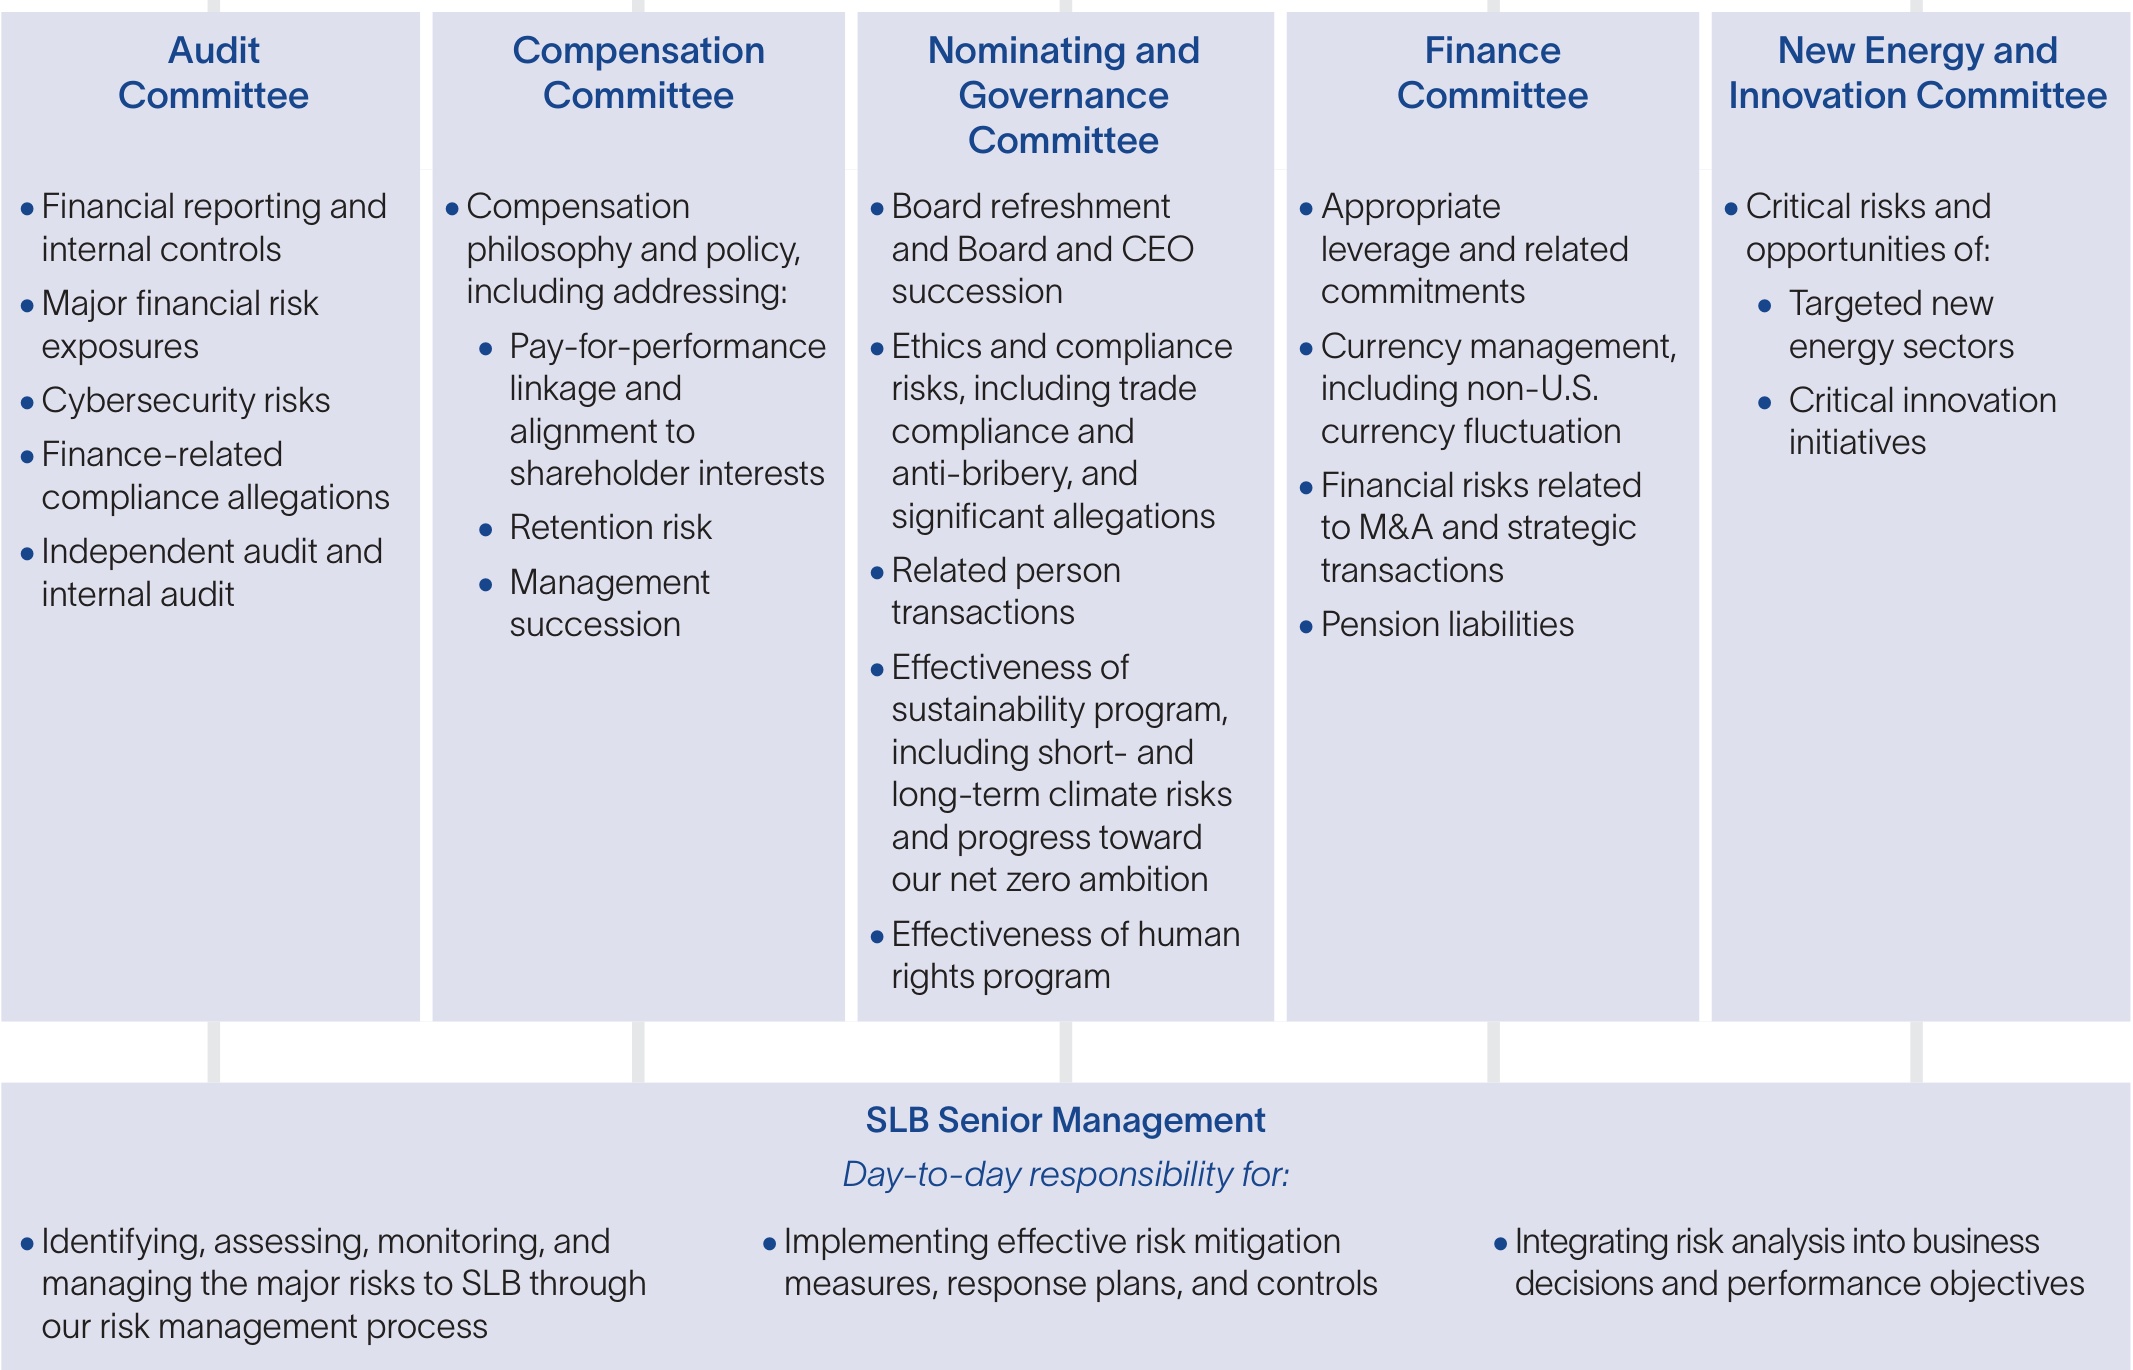 Audit
Committee
• Financial reporting and
internal controls
• Major financial risk
exposures
• Cybersecurity risks
• Finance-related
compliance allegations
• Independent audit and
internal audit
Compensation
Committee
• Compensation
philosophy and policy,
including addressing:
• Pay-for-performance
linkage and
alignment to
shareholder interests
• Retention risk
• Management
succession
Nominating and
Governance
Committee
• Board refreshment
and Board and CEO
succession
• Ethics and compliance
risks, including trade
compliance and
anti-bribery, and
significant allegations
• Related person
transactions
• Effectiveness of
sustainability program,
including short- and
long-term climate risks
and progress toward
our net zero ambition
• Effectiveness of human
rights program
Finance
Committee
• Appropriate
leverage and related
commitments
• Currency management,
including non-U.S.
currency fluctuation
• Financial risks related
to M&A and strategic
transactions
• Pension liabilities
New Energy and
Innovation Committee
• Critical risks and
opportunities of:
• Targeted new
energy sectors
• Critical innovation
initiatives
SLB Senior Management
Day-to-day responsibility for:
• Identifying, assessing, monitoring, and
managing the major risks to SLB through
our risk management process
• Implementing effective risk mitigation
measures, response plans, and controls
• Integrating risk analysis into business
decisions and performance objectives